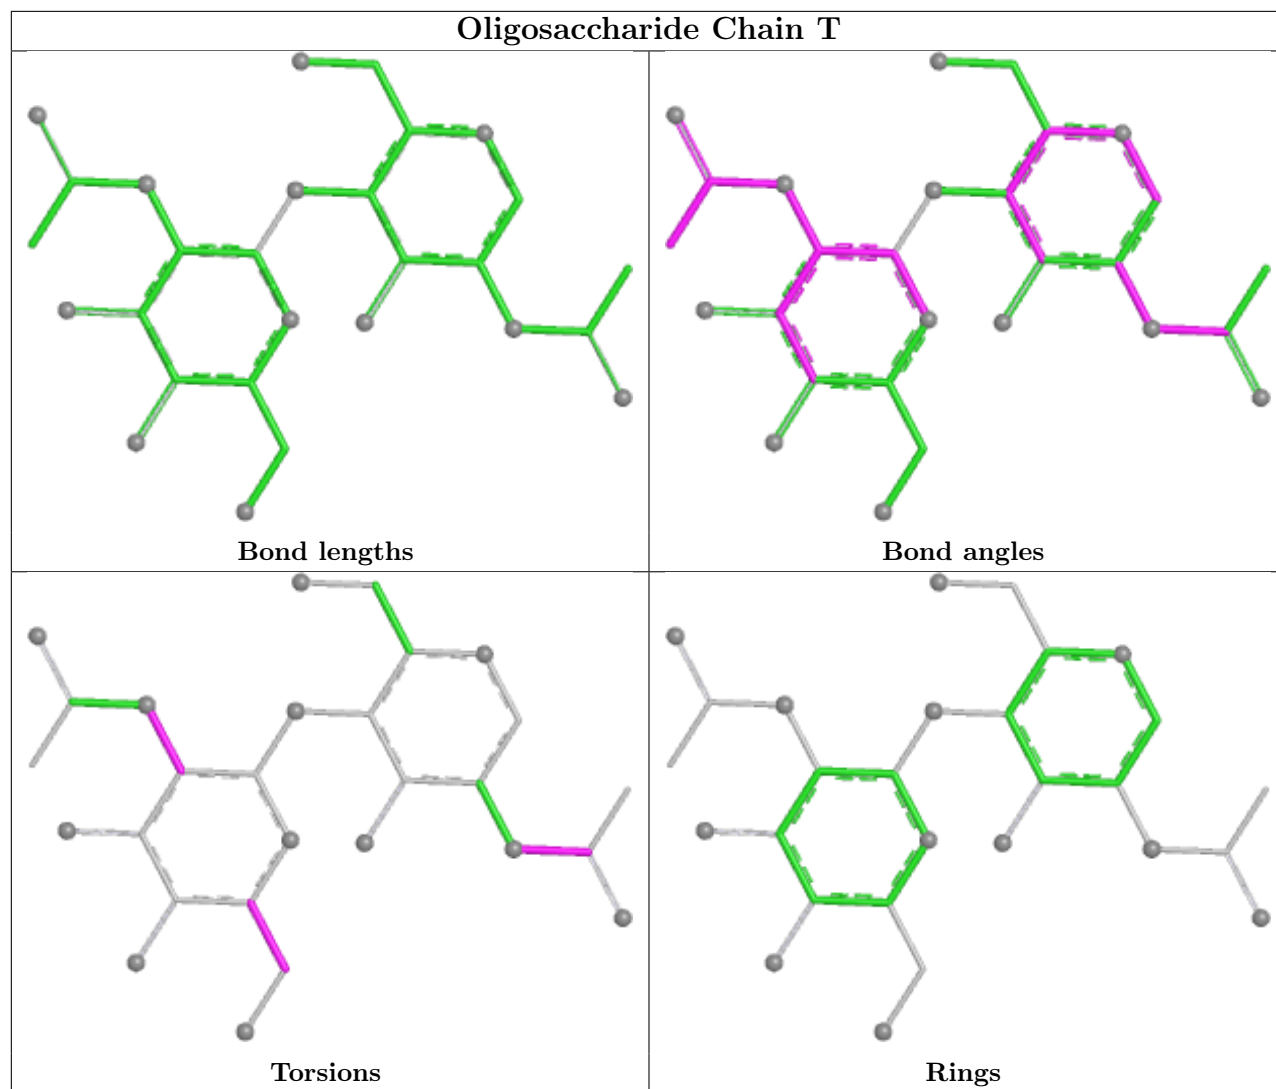 Oligosaccharide Chain T
Bond lengths
Bond angles
Torsions
Rings